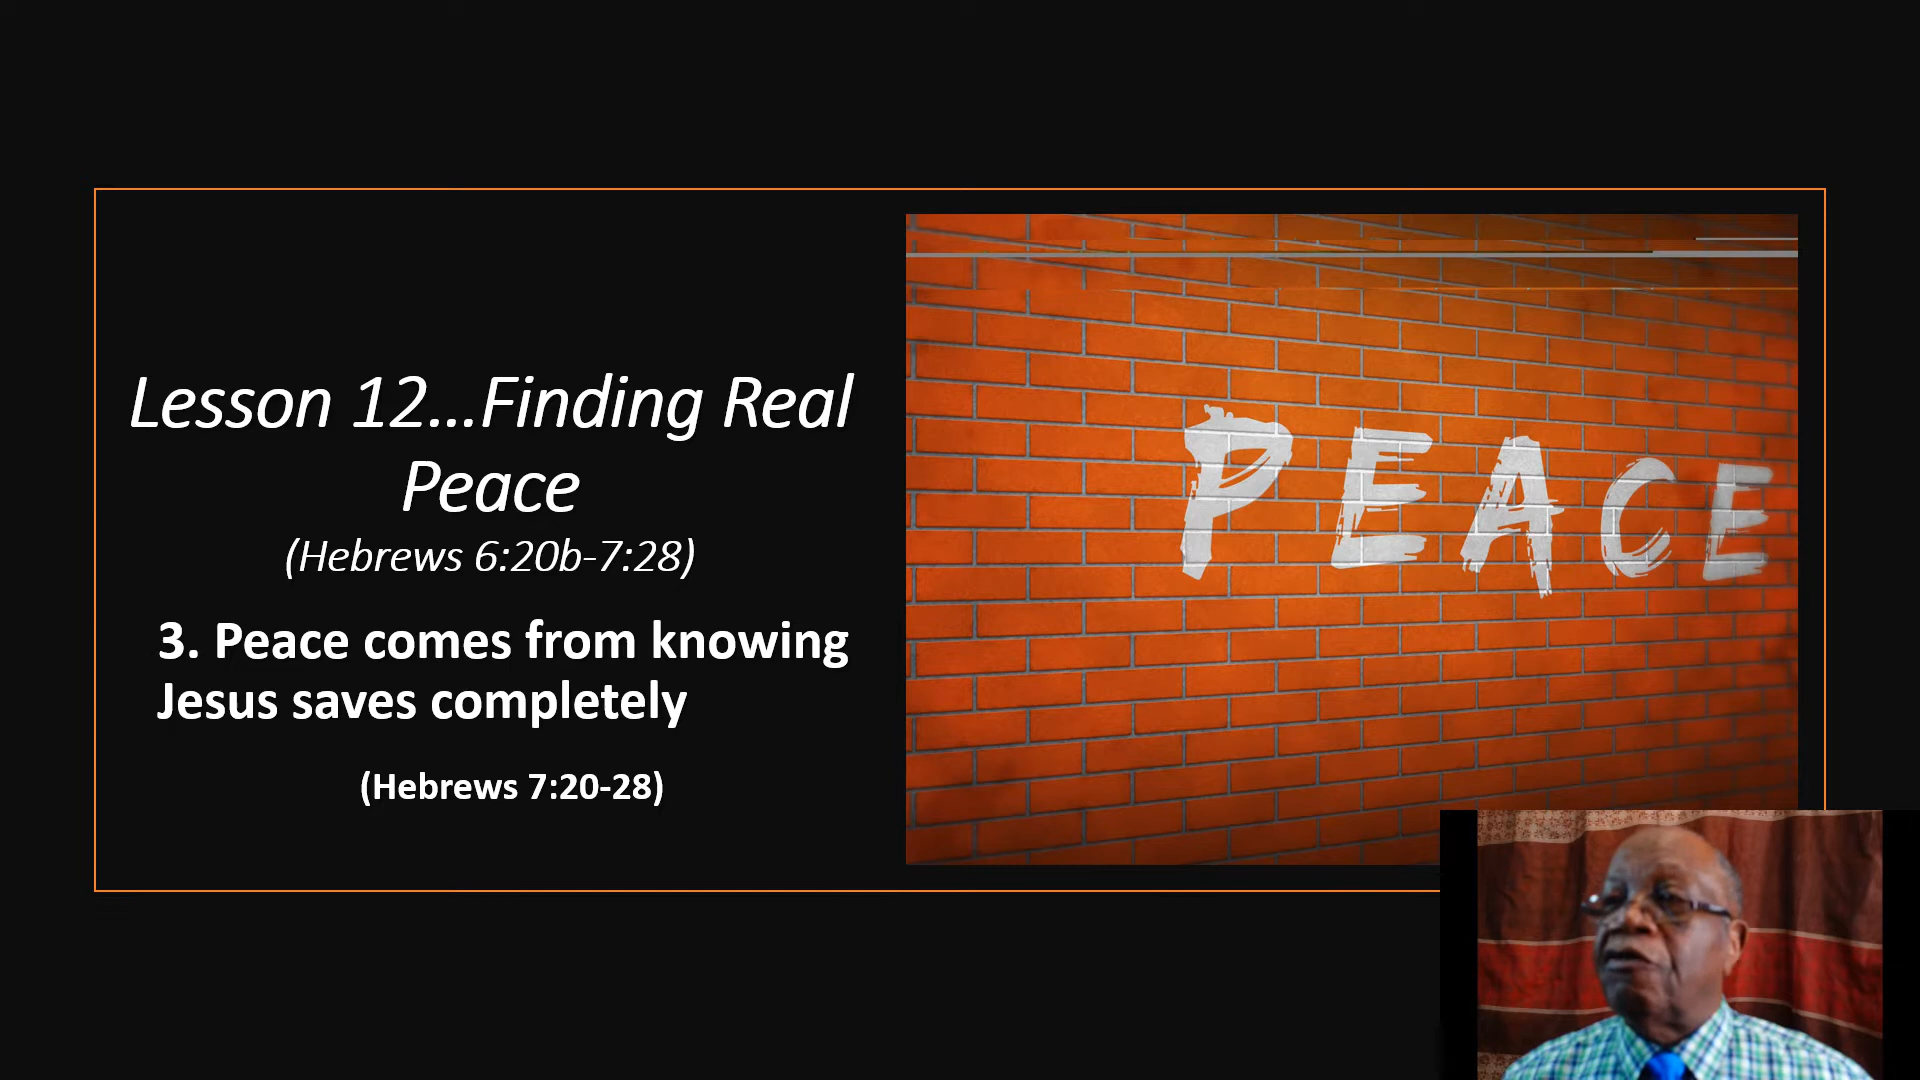 Lesson 12...Finding Real
Peace
(Hebrews 6:20b-7:28)
3. Peace comes from knowing
Jesus saves completely
(Hebrews 7:20-28)
PEACE